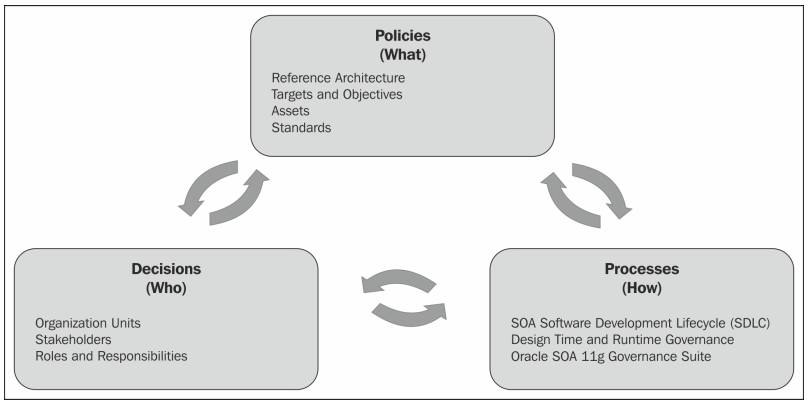 Policies
(What)
Reference Architecture
Targets and Objectives
Assets
Standards
Decisions
(Who)
Organization Units
Stakeholders
Roles and Responsibilities
Processes
(How)
SOA Software Development Lifecycle (SDLC)
Design Time and Runtime Governance
Oracle SOA 11g Governance Suite